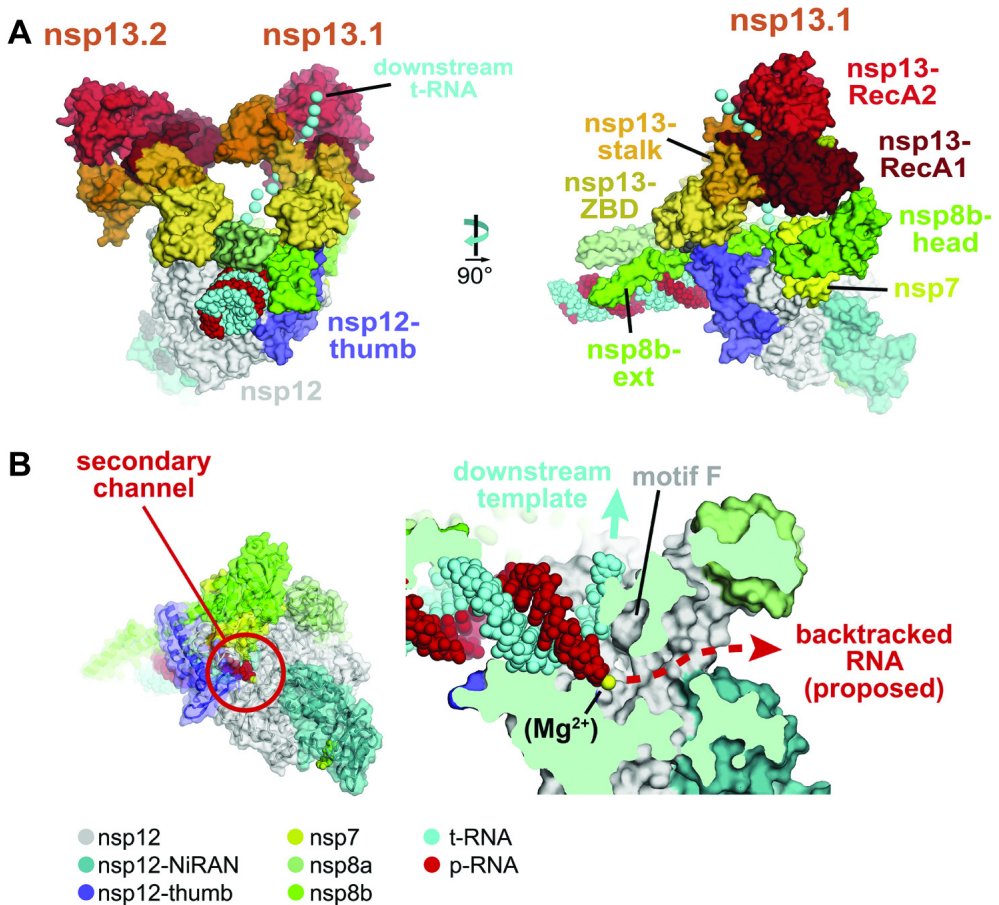 A
nsp13.2
nsp13.1
downstream
t-RNA
nsp12-
thumb
nsp12
90°
nsp13.1
nsp13-
RecA2
nsp13-
stalk
nsp13-
RecA1
nsp13-
ZBD
nsp8b-
head
nsp7
nsp8b-
ext
B
secondary
channel
downstream
template
motif F
backtracked
RNA
(proposed)
(Mg²⁺)
nsp12
nsp12-NiRAN
nsp12-thumb
nsp7
nsp8a
nsp8b
t-RNA
p-RNA